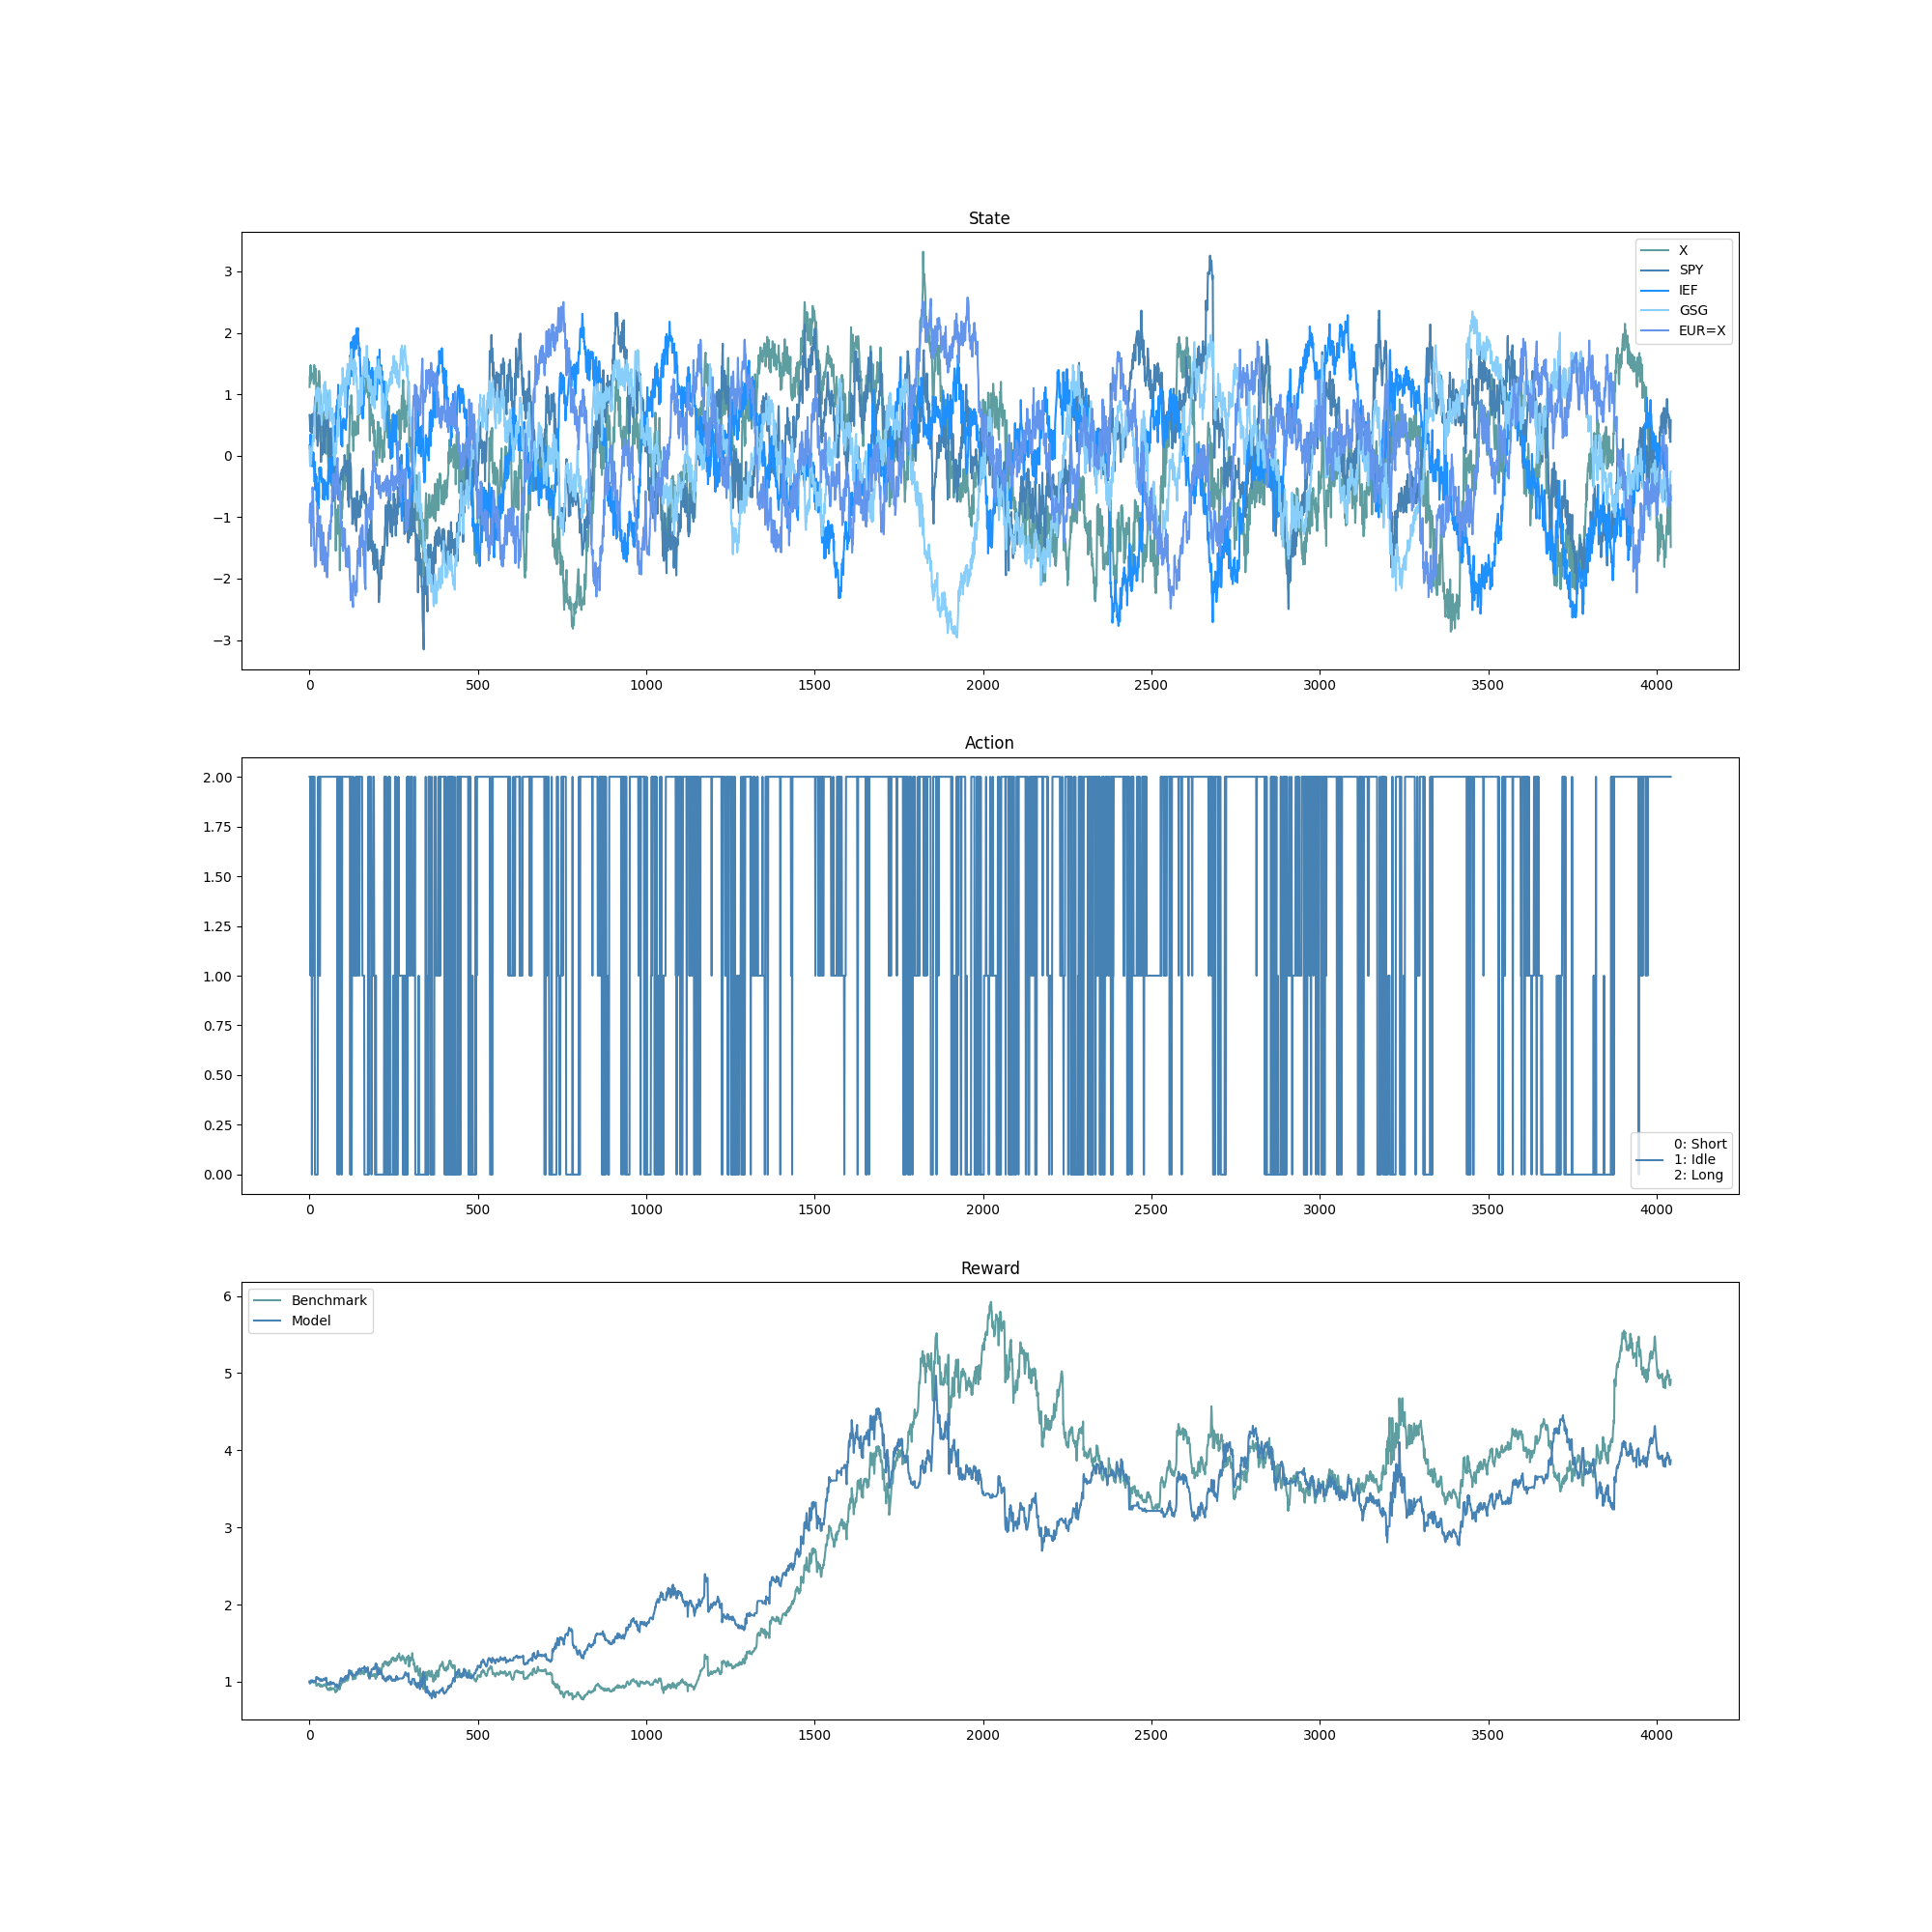 State
3
2
1
0
−1
−2
−3
X
SPY
IEF
GSG
EUR=X
0 500 1000 1500 2000 2500 3000 3500 4000
Action
2.00
1.75
1.50
1.25
1.00
0.75
0.50
0.25
0.00
0: Short
1: Idle
2: Long
0 500 1000 1500 2000 2500 3000 3500 4000
Reward
6
5
4
3
2
1
Benchmark
Model
0 500 1000 1500 2000 2500 3000 3500 4000